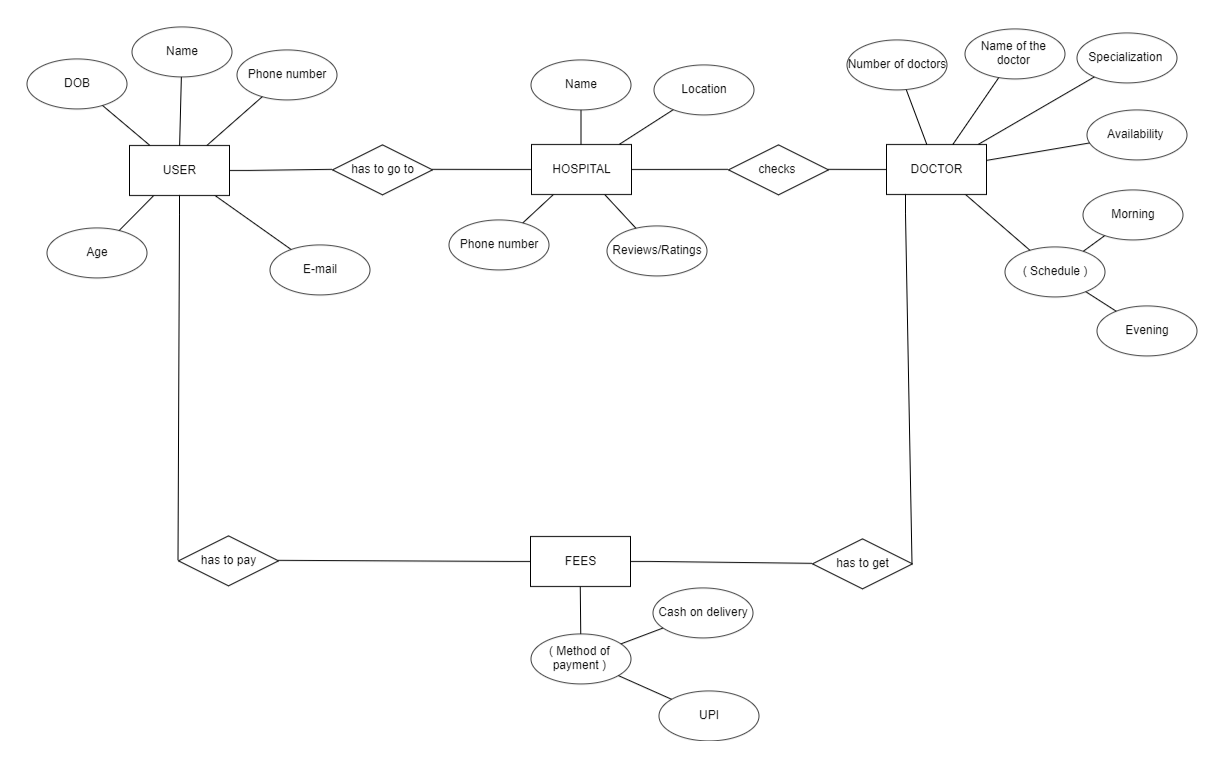 Name
DOB
Phone number
USER
Age
E-mail
has to go to
Name
Location
HOSPITAL
Phone number
Reviews/Ratings
checks
Number of doctors
Name of the
doctor
Specialization
Availability
DOCTOR
Morning
( Schedule )
Evening
has to pay
FEES
has to get
Cash on delivery
( Method of
payment )
UPI